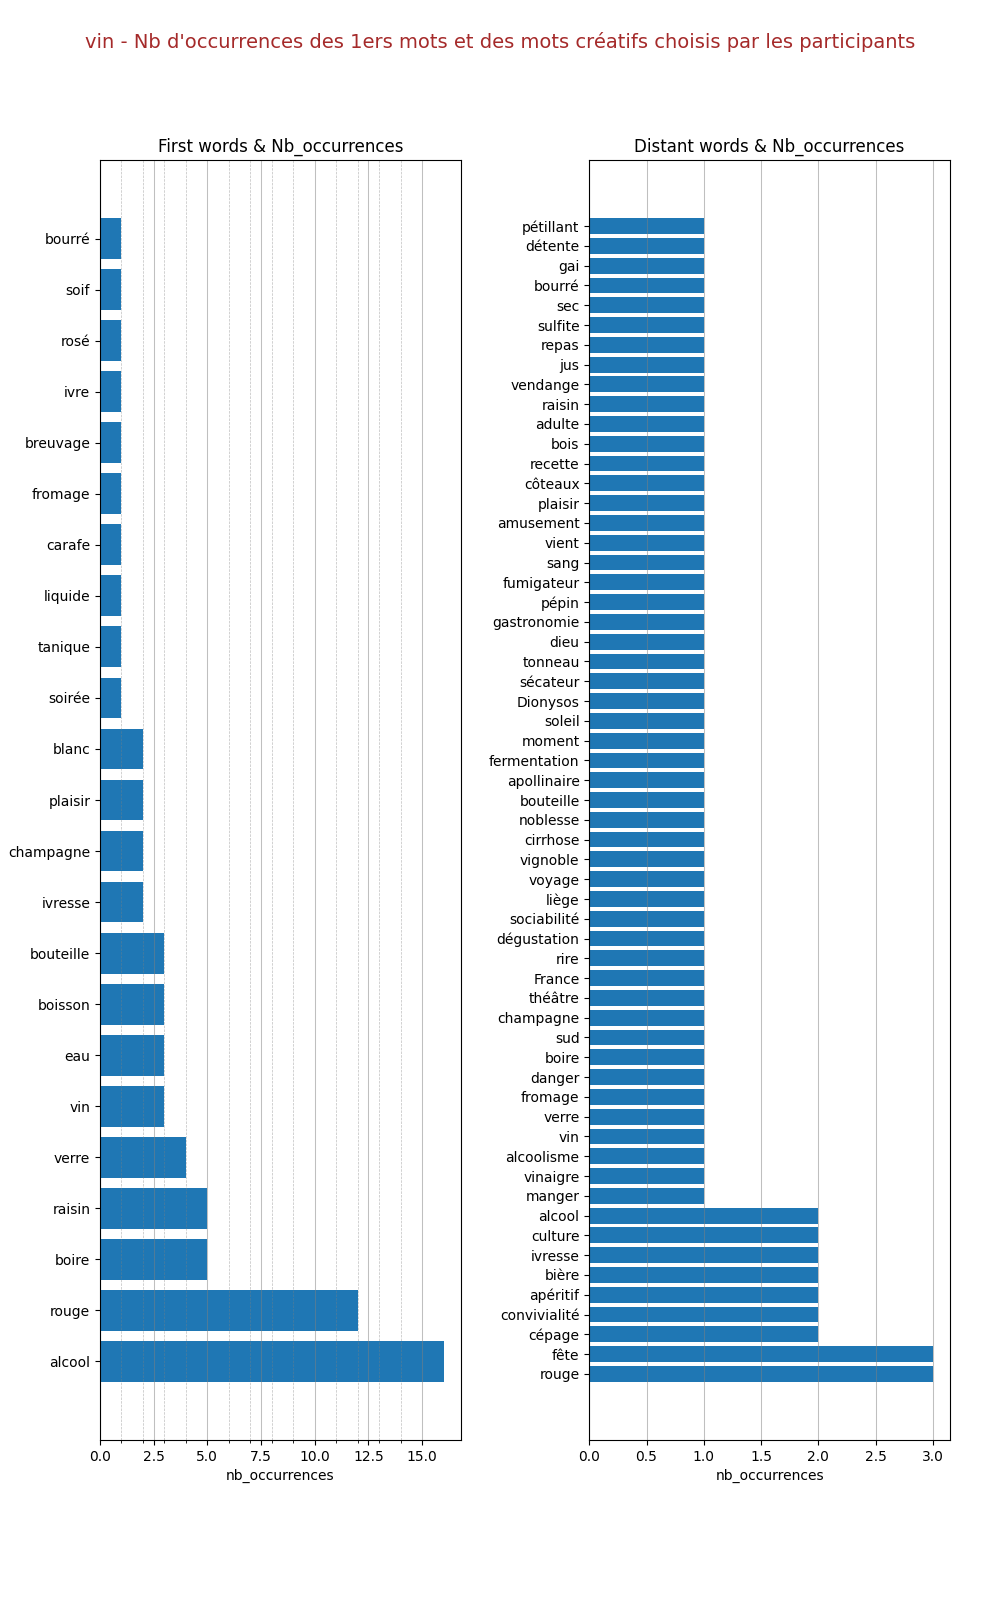 vin - Nb d'occurrences des 1ers mots et des mots créatifs choisis par les participants
First words & Nb_occurrences
bourré
soif
rosé
ivre
breuvage
fromage
carafe
liquide
tanique
soirée
blanc
plaisir
champagne
ivresse
bouteille
boisson
eau
vin
verre
raisin
boire
rouge
alcool
0.0 2.5 5.0 7.5 10.0 12.5 15.0
nb_occurrences
Distant words & Nb_occurrences
pétillant
détente
gai
bourré
sec
sulfite
repas
jus
vendange
raisin
adulte
bois
recette
côteaux
plaisir
amusement
vient
sang
fumigateur
pépin
gastronomie
dieu
tonneau
sécateur
Dionysos
soleil
moment
fermentation
apollinaire
bouteille
noblesse
cirrhose
vignoble
voyage
liège
sociabilité
dégustation
rire
France
théâtre
champagne
sud
boire
danger
fromage
verre
vin
alcoolisme
vinaigre
manger
alcool
culture
ivresse
bière
apéritif
convivialité
cépage
fête
rouge
0.0 0.5 1.0 1.5 2.0 2.5 3.0
nb_occurrences